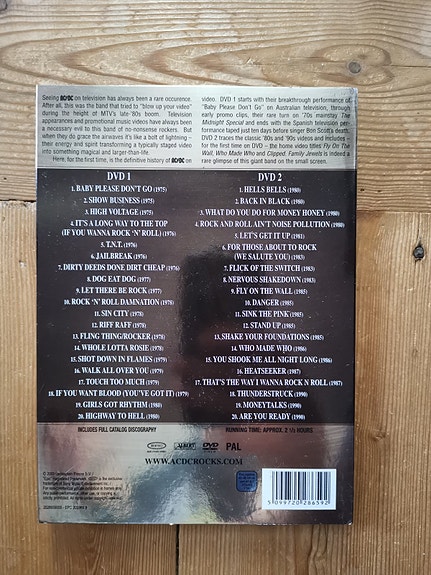 Seeing AC/DC on television has always been a rare occurence.
After all, this was the band that tried to "blow up your video"
during the height of MTV's late-'80s boom. Television
appearances and promotional music videos have always been
a necessary evil to this band of no-nonsense rockers. But
when they do grace the airwaves it's like a bolt of lightning –
their energy and spirit transforming a typically staged video
into something magical and larger-than-life.
Here, for the first time, is the definitive history of AC/DC on
video. DVD 1 starts with their breakthrough performance of
"Baby Please Don't Go" on Australian television, through
early promo clips, their rare turn on '70s mainstay The
Midnight Special and ends with the Spanish television per-
formance taped just ten days before singer Bon Scott's death.
DVD 2 traces the classic '80s and '90s videos and includes –
for the first time on DVD – the home video titles Fly On The
Wall, Who Made Who and Clipped. Family Jewels is indeed a
rare glimpse of this giant band on the small screen.
DVD 1
1. BABY PLEASE DON'T GO (1975)
2. SHOW BUSINESS (1975)
3. HIGH VOLTAGE (1975)
4. IT'S A LONG WAY TO THE TOP
(IF YOU WANNA ROCK 'N' ROLL) (1976)
5. T.N.T. (1976)
6. JAILBREAK (1976)
7. DIRTY DEEDS DONE DIRT CHEAP (1976)
8. DOG EAT DOG (1977)
9. LET THERE BE ROCK (1977)
10. ROCK 'N' ROLL DAMNATION (1978)
11. SIN CITY (1978)
12. RIFF RAFF (1978)
13. FLING THING/ROCKER (1978)
14. WHOLE LOTTA ROSIE (1978)
15. SHOT DOWN IN FLAMES (1979)
16. WALK ALL OVER YOU (1979)
17. TOUCH TOO MUCH (1979)
18. IF YOU WANT BLOOD (YOU'VE GOT IT) (1979)
19. GIRLS GOT RHYTHM (1980)
20. HIGHWAY TO HELL (1980)
DVD 2
1. HELLS BELLS (1980)
2. BACK IN BLACK (1980)
3. WHAT DO YOU DO FOR MONEY HONEY (1980)
4. ROCK AND ROLL AIN'T NOISE POLLUTION (1980)
5. LET'S GET IT UP (1981)
6. FOR THOSE ABOUT TO ROCK
(WE SALUTE YOU) (1983)
7. FLICK OF THE SWITCH (1983)
8. NERVOUS SHAKEDOWN (1983)
9. FLY ON THE WALL (1985)
10. DANGER (1985)
11. SINK THE PINK (1985)
12. STAND UP (1985)
13. SHAKE YOUR FOUNDATIONS (1985)
14. WHO MADE WHO (1986)
15. YOU SHOOK ME ALL NIGHT LONG (1986)
16. HEATSEEKER (1987)
17. THAT'S THE WAY I WANNA ROCK N ROLL (1987)
18. THUNDERSTRUCK (1990)
19. MONEYTALKS (1990)
20. ARE YOU READY (1990)
INCLUDES FULL CATALOG DISCOGRAPHY
RUNNING TIME: APPROX. 2 ½ HOURS
ALBERT
DVD
PAL
WWW.ACDCROCKS.COM
5 099720 286592